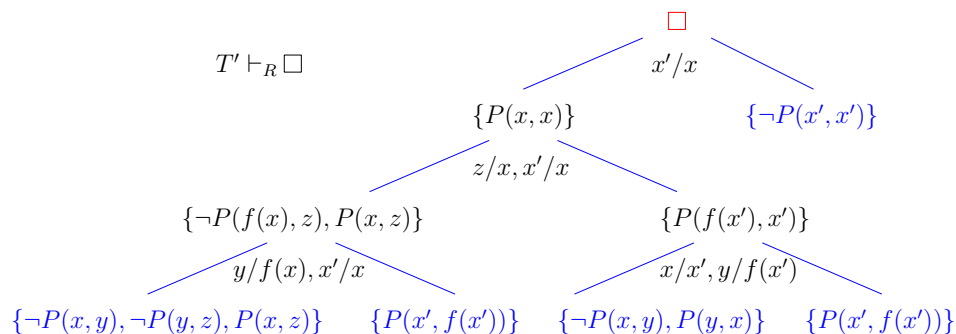 □
T′ ⊢_R □
x′/x
{P(x, x)}
{¬P(x′, x′)}
z/x, x′/x
{¬P(f(x), z), P(x, z)}
{P(f(x′), x′)}
y/f(x), x′/x
x/x′, y/f(x′)
{¬P(x, y), ¬P(y, z), P(x, z)}
{P(x′, f(x′))}
{¬P(x, y), P(y, x)}
{P(x′, f(x′))}